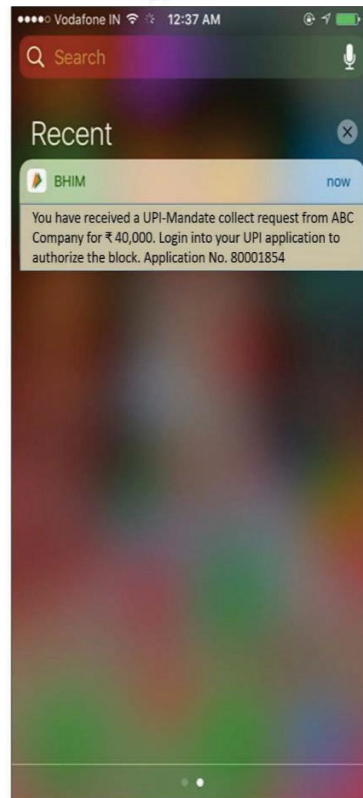 Vodafone IN 12:37 AM
Search
Recent
BHIM now
You have received a UPI-Mandate collect request from ABC
Company for ₹ 40,000. Login into your UPI application to
authorize the block. Application No. 80001854